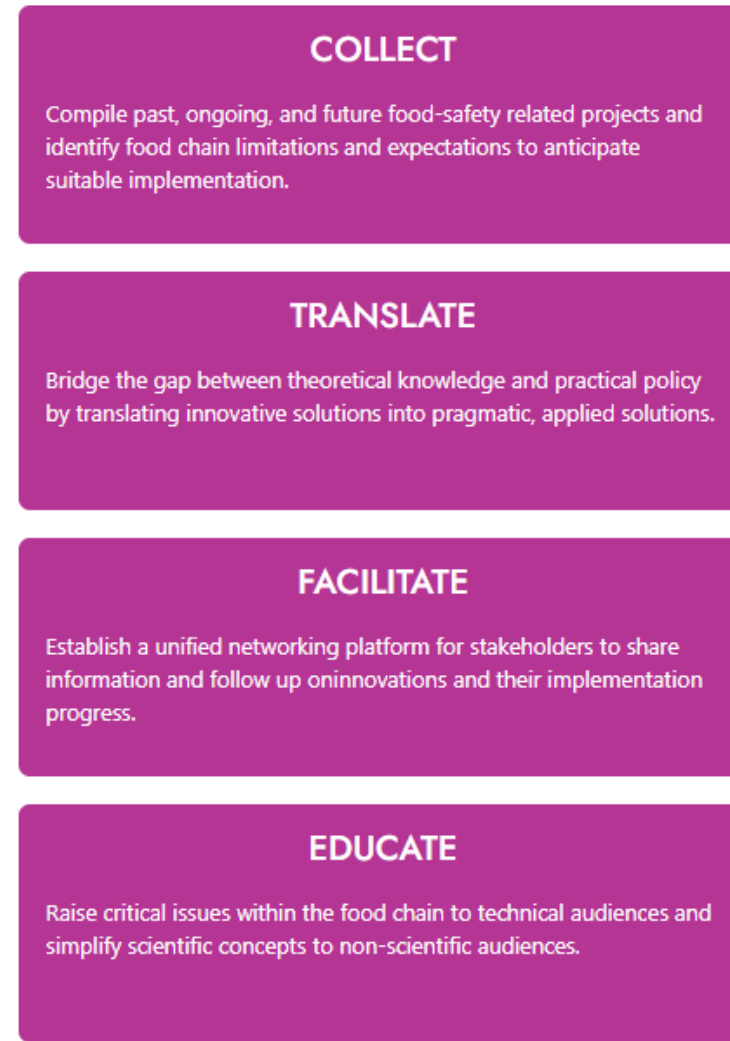 COLLECT
Compile past, ongoing, and future food-safety related projects and
identify food chain limitations and expectations to anticipate
suitable implementation.
TRANSLATE
Bridge the gap between theoretical knowledge and practical policy
by translating innovative solutions into pragmatic, applied solutions.
FACILITATE
Establish a unified networking platform for stakeholders to share
information and follow up oninnovations and their implementation
progress.
EDUCATE
Raise critical issues within the food chain to technical audiences and
simplify scientific concepts to non-scientific audiences.